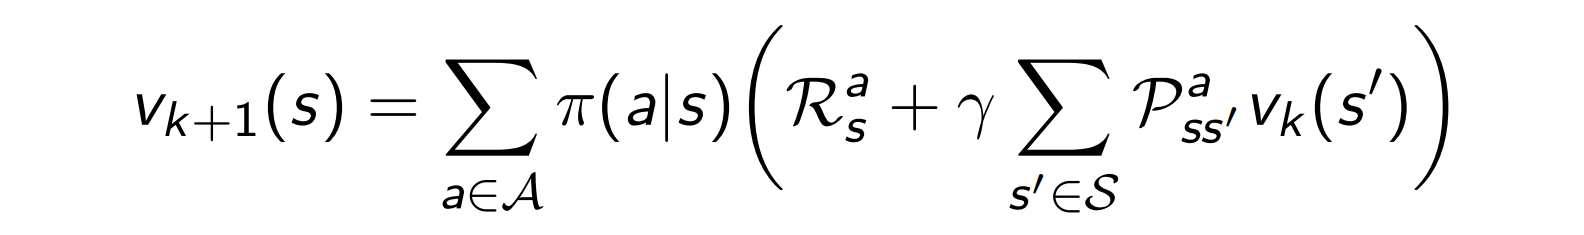 $$v_{k+1}(s) = \sum_{a \in \mathcal{A}} \pi(a|s) \left( \mathcal{R}_s^a + \gamma \sum_{s' \in \mathcal{S}} \mathcal{P}_{ss'}^a v_k(s') \right)$$